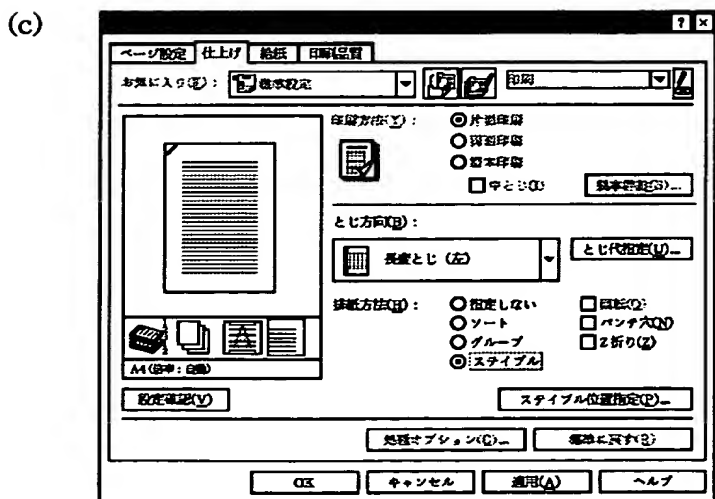 (c)
? ×
ページ設定 仕上げ 給紙 印刷品質
お気に入り(F): 標準設定 印刷
印刷方法(Y): 片面印刷
両面印刷
製本印刷
中とじ 製本詳細(G)...
とじ方向(B):
長辺とじ (左) とじ代指定(U)...
排紙方法(H): 指定しない 回転(O)
ソート パンチ穴(N)
グループ Z折り(Z)
ステイプル
A4 (倍率: 自動)
設定確認(V) ステイプル位置指定(P)...
処理オプション(C)... 標準に戻す(R)
OK キャンセル 適用(A) ヘルプ